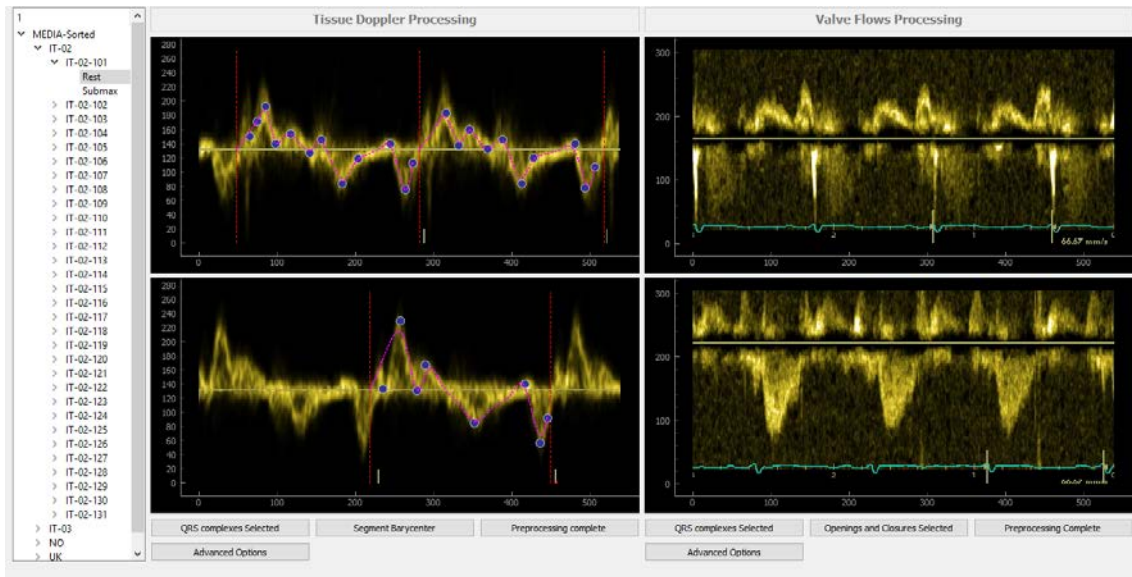 1
MEDIA-Sorted
IT-02
IT-02-101
Rest
Submax
IT-02-102
IT-02-103
IT-02-104
IT-02-105
IT-02-106
IT-02-107
IT-02-108
IT-02-109
IT-02-110
IT-02-111
IT-02-112
IT-02-113
IT-02-114
IT-02-115
IT-02-116
IT-02-117
IT-02-118
IT-02-119
IT-02-120
IT-02-121
IT-02-122
IT-02-123
IT-02-124
IT-02-125
IT-02-126
IT-02-127
IT-02-128
IT-02-129
IT-02-130
IT-02-131
IT-03
NO
UK
Tissue Doppler Processing
280
260
240
220
200
180
160
140
120
100
80
60
40
20
0
0 100 200 300 400 500
280
260
240
220
200
180
160
140
120
100
80
60
40
20
0
0 100 200 300 400 500
QRS complexes Selected Segment Barycenter Preprocessing complete
Advanced Options
Valve Flows Processing
300
200
100
0
2 1
66.67 mm/s
0 100 200 300 400 500
300
200
100
0
2 1
66.67 mm/s
0 100 200 300 400 500
QRS complexes Selected Openings and Closures Selected Preprocessing Complete
Advanced Options